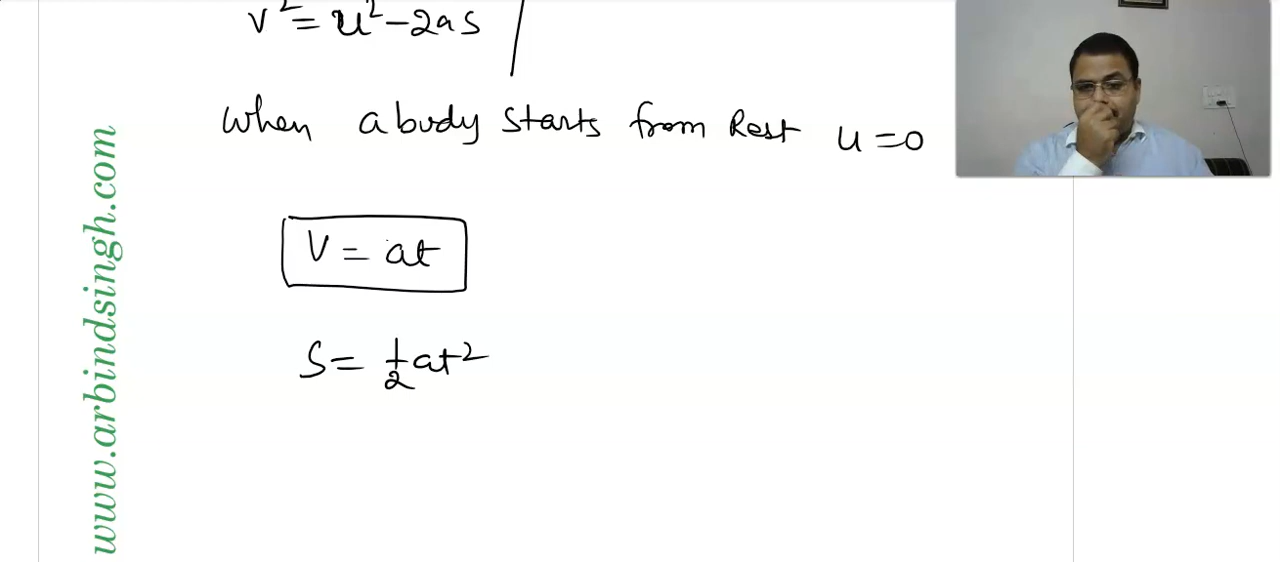 v² = u² - 2as
When a body starts from Rest u = 0
V = at
S = ½at²
www.arbindsingh.com